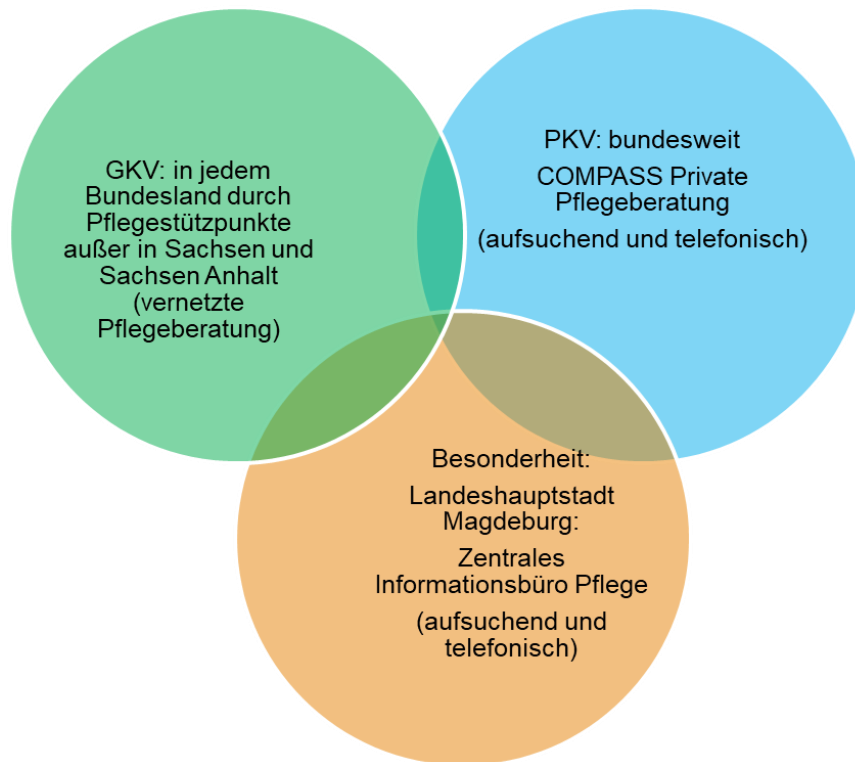 GKV: in jedem
Bundesland durch
Pflegestützpunkte
außer in Sachsen und
Sachsen Anhalt
(vernetzte
Pflegeberatung)
PKV: bundesweit
COMPASS Private
Pflegeberatung
(aufsuchend und telefonisch)
Besonderheit:
Landeshauptstadt
Magdeburg:
Zentrales
Informationsbüro Pflege
(aufsuchend und
telefonisch)